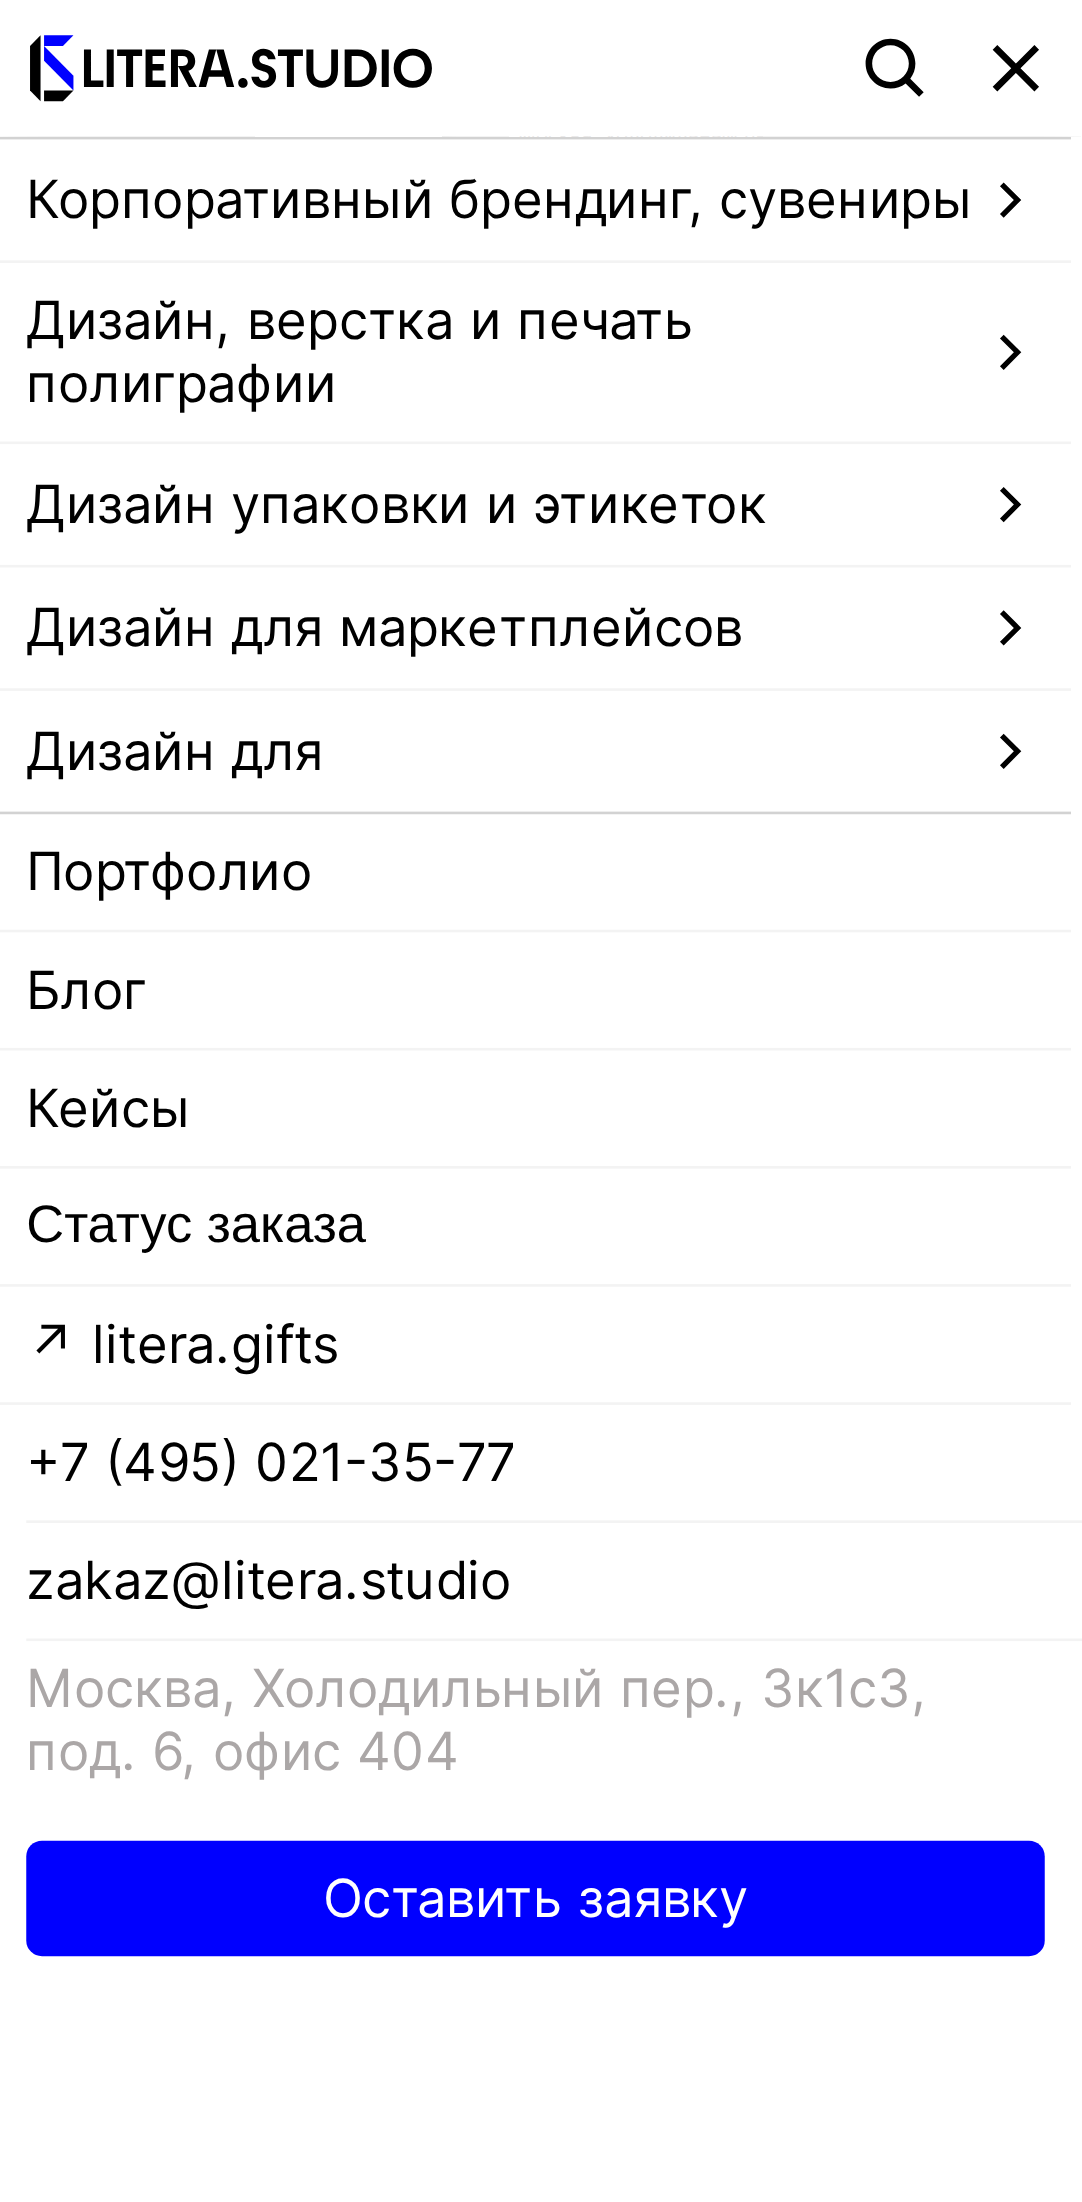 LITERA.STUDIO
Корпоративный брендинг, сувениры
Дизайн, верстка и печать
полиграфии
Дизайн упаковки и этикеток
Дизайн для маркетплейсов
Дизайн для
Портфолио
Блог
Кейсы
Статус заказа
litera.gifts
+7 (495) 021-35-77
zakaz@litera.studio
Москва, Холодильный пер., 3к1с3,
под. 6, офис 404
Оставить заявку